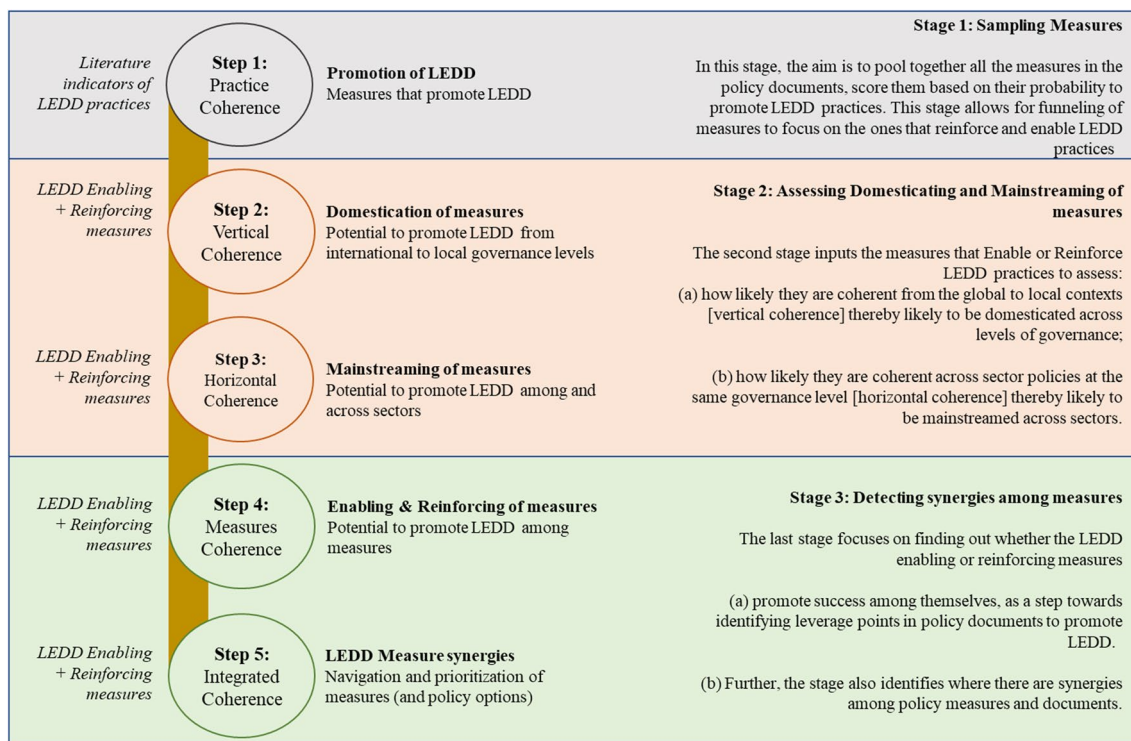 Literature
indicators of
LEDD practices
Step 1:
Practice
Coherence
Promotion of LEDD
Measures that promote LEDD
Stage 1: Sampling Measures
In this stage, the aim is to pool together all the measures in the
policy documents, score them based on their probability to
promote LEDD practices. This stage allows for funneling of
measures to focus on the ones that reinforce and enable LEDD
practices
LEDD Enabling
+ Reinforcing
measures
Step 2:
Vertical
Coherence
Domestication of measures
Potential to promote LEDD from
international to local governance levels
Stage 2: Assessing Domesticating and Mainstreaming of
measures
The second stage inputs the measures that Enable or Reinforce
LEDD practices to assess:
(a) how likely they are coherent from the global to local contexts
[vertical coherence] thereby likely to be domesticated across
levels of governance;
(b) how likely they are coherent across sector policies at the
same governance level [horizontal coherence] thereby likely to
be mainstreamed across sectors.
LEDD Enabling
+ Reinforcing
measures
Step 3:
Horizontal
Coherence
Mainstreaming of measures
Potential to promote LEDD among and
across sectors
LEDD Enabling
+ Reinforcing
measures
Step 4:
Measures
Coherence
Enabling & Reinforcing of measures
Potential to promote LEDD among
measures
Stage 3: Detecting synergies among measures
The last stage focuses on finding out whether the LEDD
enabling or reinforcing measures
(a) promote success among themselves, as a step towards
identifying leverage points in policy documents to promote
LEDD.
(b) Further, the stage also identifies where there are synergies
among policy measures and documents.
LEDD Enabling
+ Reinforcing
measures
Step 5:
Integrated
Coherence
LEDD Measure synergies
Navigation and prioritization of
measures (and policy options)